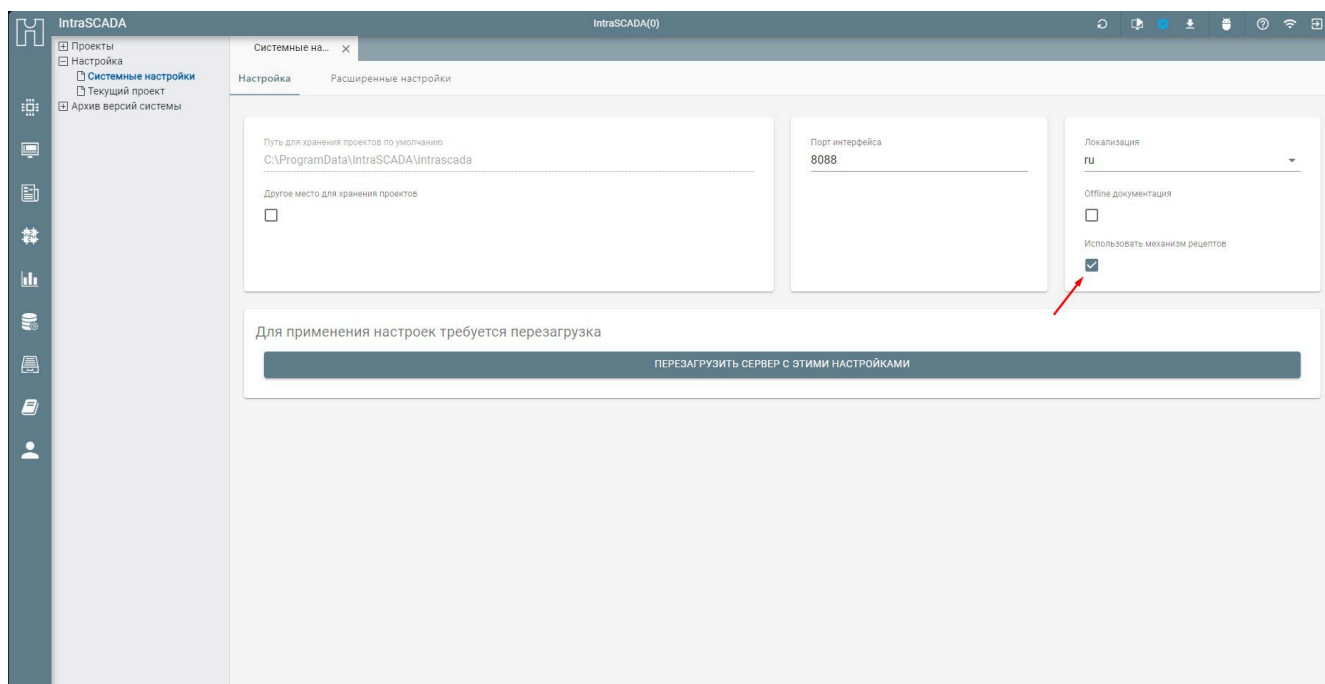 IntraSCADA
IntraSCADA(0)
Проекты
Настройка
Системные настройки
Текущий проект
Архив версий системы
Системные на...
Настройка
Расширенные настройки
Путь для хранения проектов по умолчанию
C:\ProgramData\IntraSCADA\intrascada
Другое место для хранения проектов
Порт интерфейса
8088
Локализация
ru
Offline документация
Использовать механизм рецептов
Для применения настроек требуется перезагрузка
ПЕРЕЗАГРУЗИТЬ СЕРВЕР С ЭТИМИ НАСТРОЙКАМИ